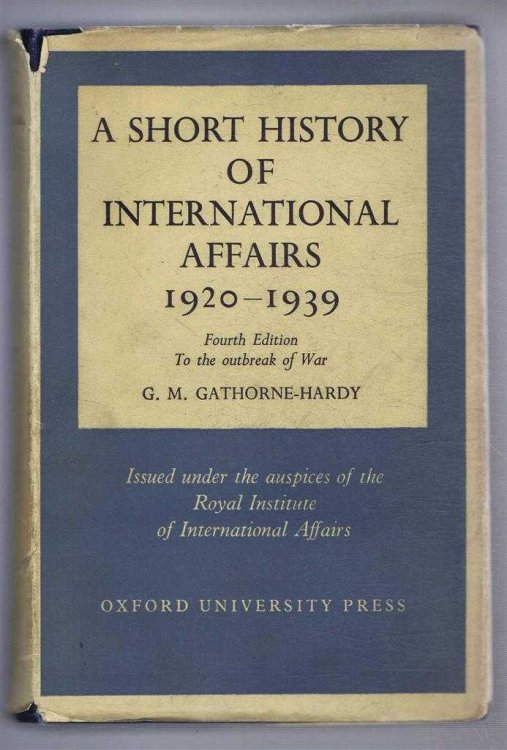 A SHORT HISTORY
OF
INTERNATIONAL
AFFAIRS
1920–1939
Fourth Edition
To the outbreak of War
G. M. GATHORNE-HARDY
Issued under the auspices of the
Royal Institute
of International Affairs
OXFORD UNIVERSITY PRESS